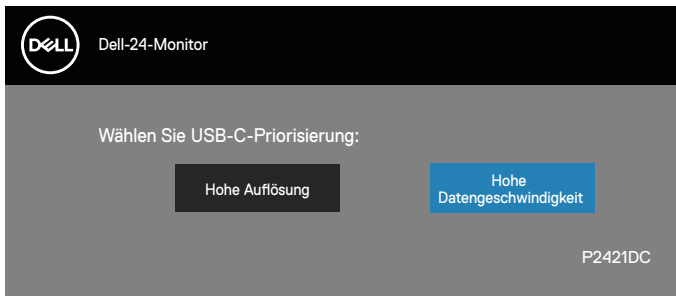 DELL
Dell-24-Monitor
Wählen Sie USB-C-Priorisierung:
Hohe Auflösung
Hohe
Datengeschwindigkeit
P2421DC